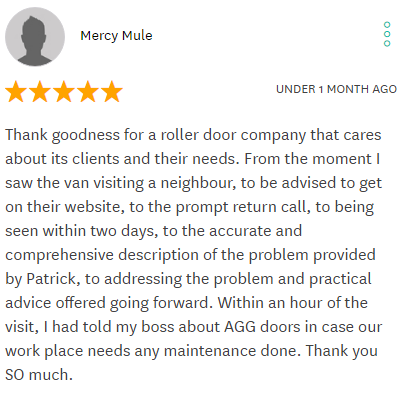 Mercy Mule
UNDER 1 MONTH AGO
Thank goodness for a roller door company that cares
about its clients and their needs. From the moment I
saw the van visiting a neighbour, to be advised to get
on their website, to the prompt return call, to being
seen within two days, to the accurate and
comprehensive description of the problem provided
by Patrick, to addressing the problem and practical
advice offered going forward. Within an hour of the
visit, I had told my boss about AGG doors in case our
work place needs any maintenance done. Thank you
SO much.